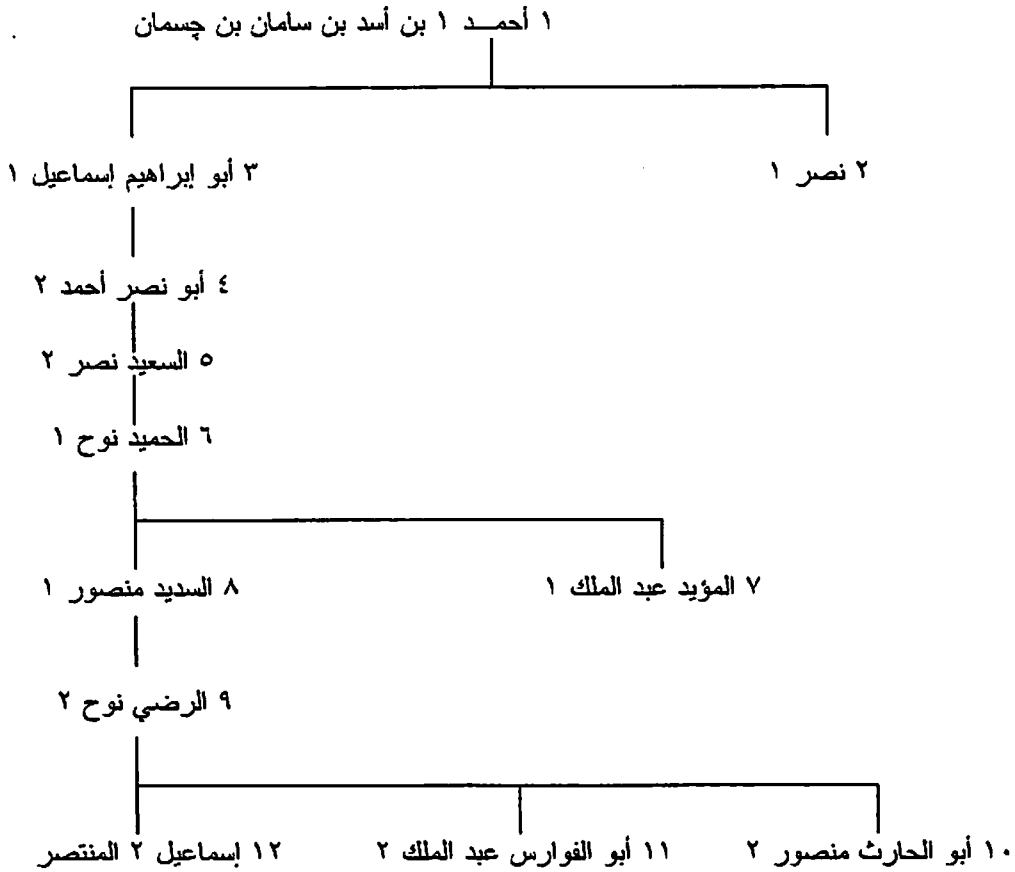 ١ أحمـد ١ بن أسد بن سامان بن چسمان
٢ نصر ١
٣ أبو إبراهيم إسماعيل ١
٤ أبو نصر أحمد ٢
٥ السعيد نصر ٢
٦ الحميد نوح ١
٧ المؤيد عبد الملك ١
٨ السديد منصور ١
٩ الرضي نوح ٢
١٠ أبو الحارث منصور ٢
١١ أبو الفوارس عبد الملك ٢
١٢ إسماعيل ٢ المنتصر